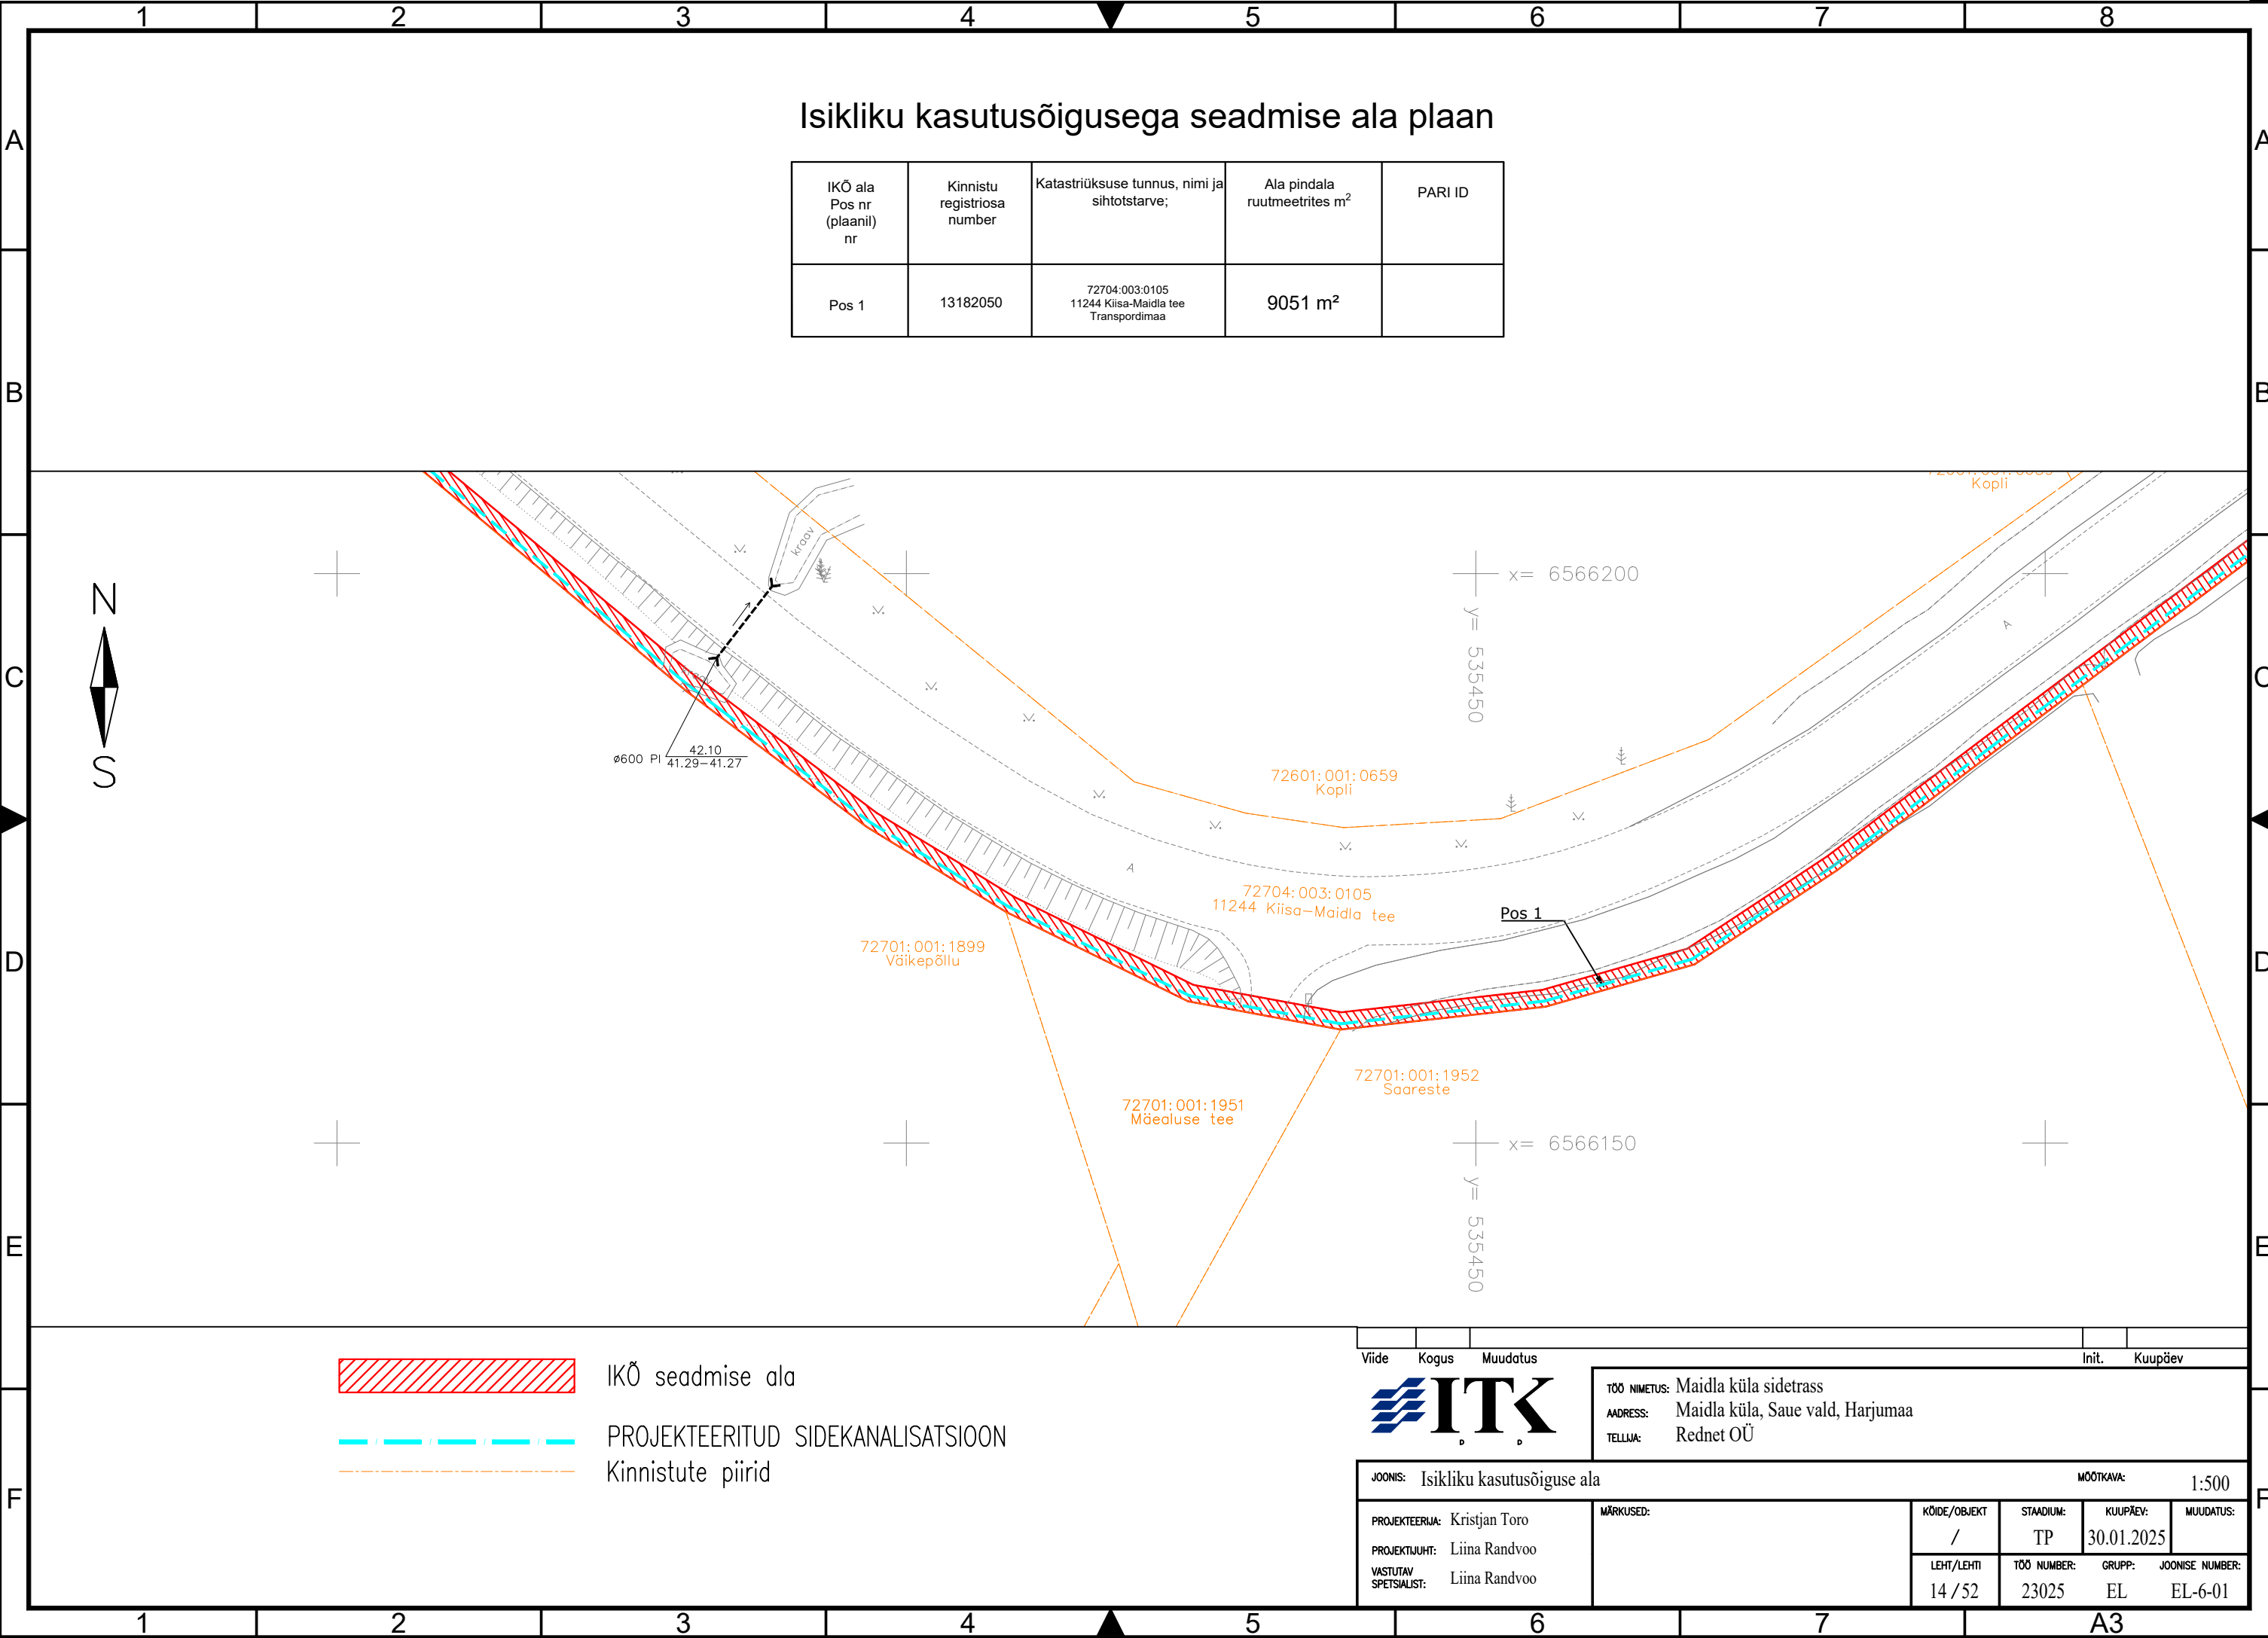 1 2 3 4 5 6 7 8
A A
B B
C C
D D
E E
F F
Isikliku kasutusõigusega seadmise ala plaan
IKÕ ala
Pos nr
(plaanil)
nr
Kinnistu
registriosa
number
Katastriüksuse tunnus, nimi ja
sihtotstarve;
Ala pindala
ruutmeetrites m²
PARI ID
Pos 1
13182050
72704:003:0105
11244 Kiisa-Maidla tee
Transpordimaa
9051 m²
Kopli
kraav
N
S
x= 6566200
y= 535450
A
ø600 Pl
42.10
41.29-41.27
72601:001:0659
Kopli
A
72704:003:0105
11244 Kiisa-Maidla tee
Pos 1
72701:001:1899
Väikepõllu
72701:001:1952
Saareste
72701:001:1951
Mäealuse tee
x= 6566150
y= 535450
IKÕ seadmise ala
PROJEKTEERITUD SIDEKANALISATSIOON
Kinnistute piirid
Viide Kogus Muudatus Init. Kuupäev
ITK
D D
TÖÖ NIMETUS: Maidla küla sidetrass
AADRESS: Maidla küla, Saue vald, Harjumaa
TELLIJA: Rednet OÜ
JOONIS: Isikliku kasutusõiguse ala
MÕÕTKAVA: 1:500
PROJEKTEERIJA: Kristjan Toro
PROJEKTIJUHT: Liina Randvoo
VASTUTAV
SPETSIALIST: Liina Randvoo
MÄRKUSED:
KÖIDE/OBJEKT
/
STAADIUM:
TP
KUUPÄEV:
30.01.2025
MUUDATUS:
LEHT/LEHTI
14 / 52
TÖÖ NUMBER:
23025
GRUPP:
EL
JOONISE NUMBER:
EL-6-01
1 2 3 4 5 6 7 A3